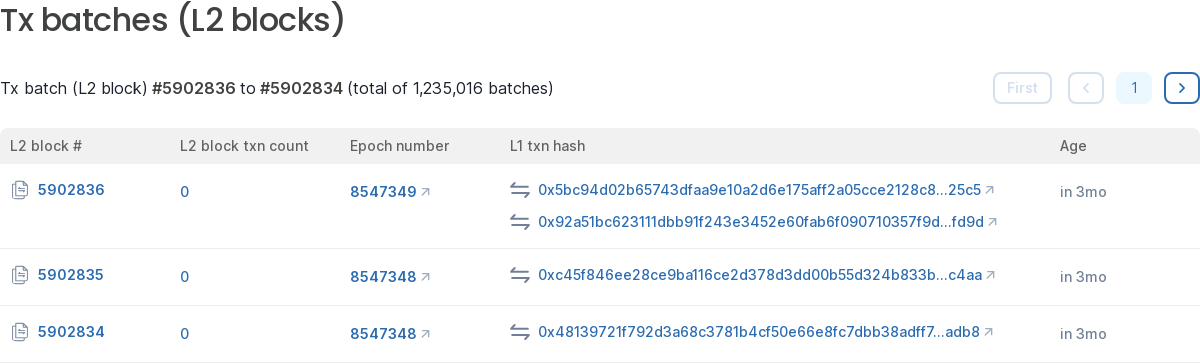 Tx batches (L2 blocks)
Tx batch (L2 block) #5902836 to #5902834 (total of 1,235,016 batches) First 1
L2 block # L2 block txn count Epoch number L1 txn hash Age
5902836 0 8547349 0x5bc94d02b65743dfaa9e10a2d6e175aff2a05cce2128c8...25c5 in 3mo
0x92a51bc623111dbb91f243e3452e60fab6f090710357f9d...fd9d
5902835 0 8547348 0xc45f846ee28ce9ba116ce2d378d3dd00b55d324b833b...c4aa in 3mo
5902834 0 8547348 0x48139721f792d3a68c3781b4cf50e66e8fc7dbb38adff7...adb8 in 3mo